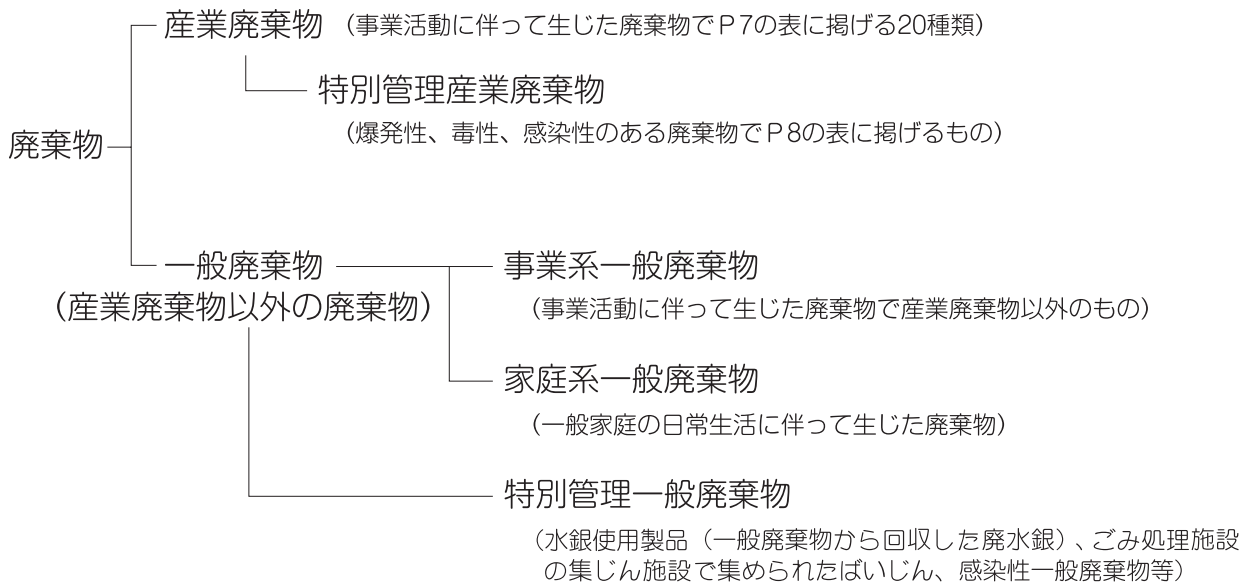 産業廃棄物 (事業活動に伴って生じた廃棄物でP7の表に掲げる20種類)
特別管理産業廃棄物
(爆発性、毒性、感染性のある廃棄物でP8の表に掲げるもの)
廃棄物
一般廃棄物
(産業廃棄物以外の廃棄物)
事業系一般廃棄物
(事業活動に伴って生じた廃棄物で産業廃棄物以外のもの)
家庭系一般廃棄物
(一般家庭の日常生活に伴って生じた廃棄物)
特別管理一般廃棄物
(水銀使用製品(一般廃棄物から回収した廃水銀)、ごみ処理施設
の集じん施設で集められたばいじん、感染性一般廃棄物等)